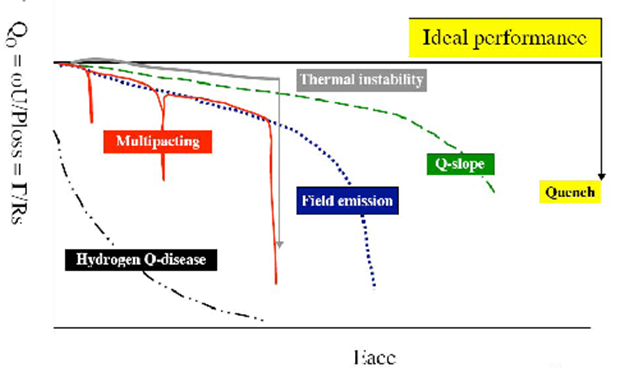 Q₀ = ωU/Ploss = Γ/Rs
Ideal performance
Thermal instability
Multipacting
Q-slope
Quench
Field emission
Hydrogen Q-disease
Eacc